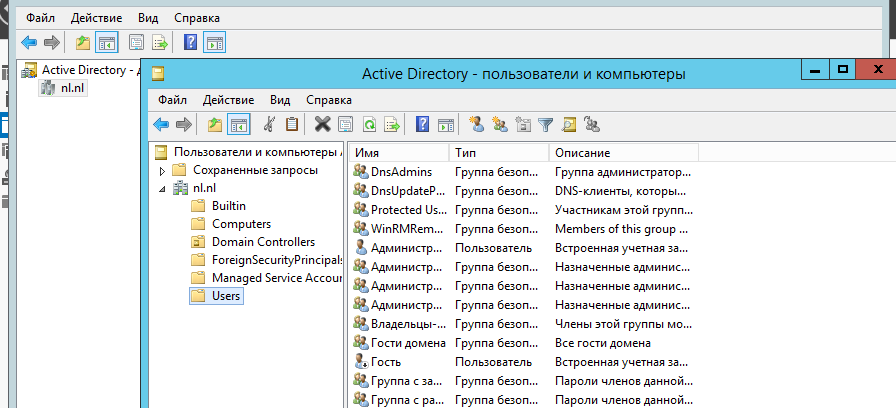 Файл Действие Вид Справка
Active Directory - д
nl.nl
Active Directory - пользователи и компьютеры
Файл Действие Вид Справка
Пользователи и компьютеры A
Сохраненные запросы
nl.nl
Builtin
Computers
Domain Controllers
ForeignSecurityPrincipals
Managed Service Accour
Users
Имя Тип Описание
DnsAdmins Группа безоп... Группа администратор...
DnsUpdateP... Группа безоп... DNS-клиенты, которы...
Protected Us... Группа безоп... Участникам этой групп...
WinRMRem... Группа безоп... Members of this group ...
Администр... Пользователь Встроенная учетная за...
Администр... Группа безоп... Назначенные админис...
Администр... Группа безоп... Назначенные админис...
Администр... Группа безоп... Назначенные админис...
Владельцы-... Группа безоп... Члены этой группы мо...
Гости домена Группа безоп... Все гости домена
Гость Пользователь Встроенная учетная за...
Группа с за... Группа безоп... Пароли членов данной...
Группа с ра... Группа безоп... Пароли членов данной...